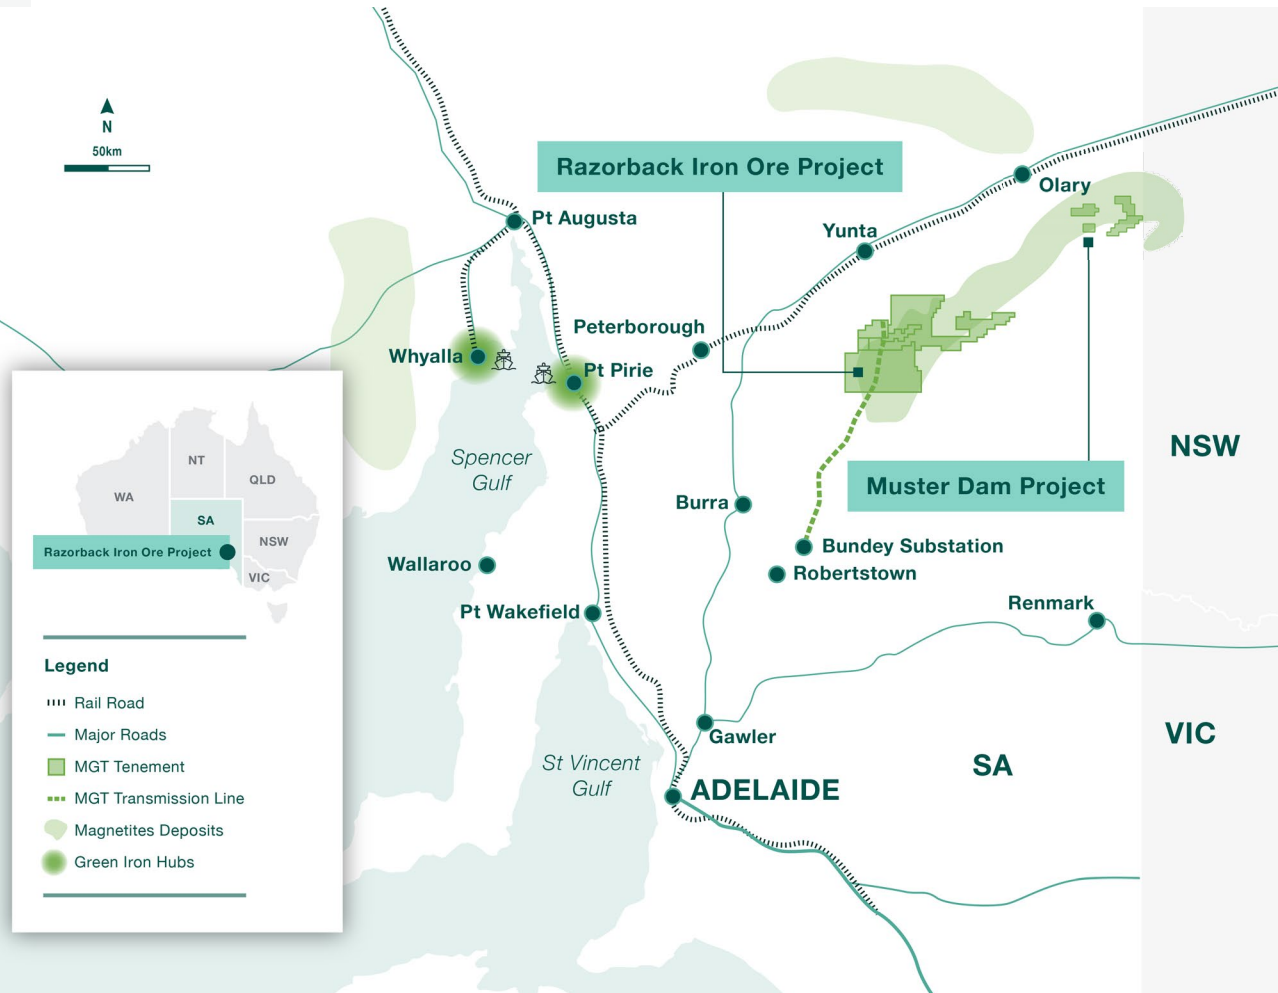 N
50km
Razorback Iron Ore Project
Olary
Pt Augusta
Yunta
Peterborough
Whyalla
Pt Pirie
NSW
Spencer
Gulf
Muster Dam Project
Burra
Bundey Substation
Wallaroo
Robertstown
Renmark
Pt Wakefield
Gawler
VIC
St Vincent
Gulf
SA
ADELAIDE
NT
QLD
WA
SA
NSW
Razorback Iron Ore Project
VIC
Legend
Rail Road
Major Roads
MGT Tenement
MGT Transmission Line
Magnetites Deposits
Green Iron Hubs